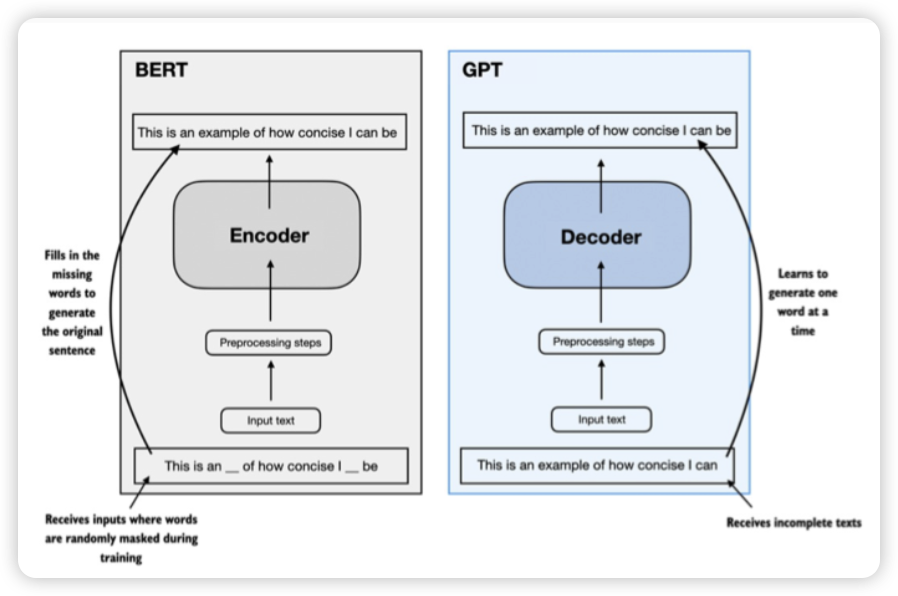 BERT
This is an example of how concise I can be
Encoder
Fills in the
missing
words to
generate
the original
sentence
Preprocessing steps
Input text
This is an __ of how concise I __ be
Receives inputs where words
are randomly masked during
training
GPT
This is an example of how concise I can be
Decoder
Learns to
generate one
word at a
time
Preprocessing steps
Input text
This is an example of how concise I can
Receives incomplete texts